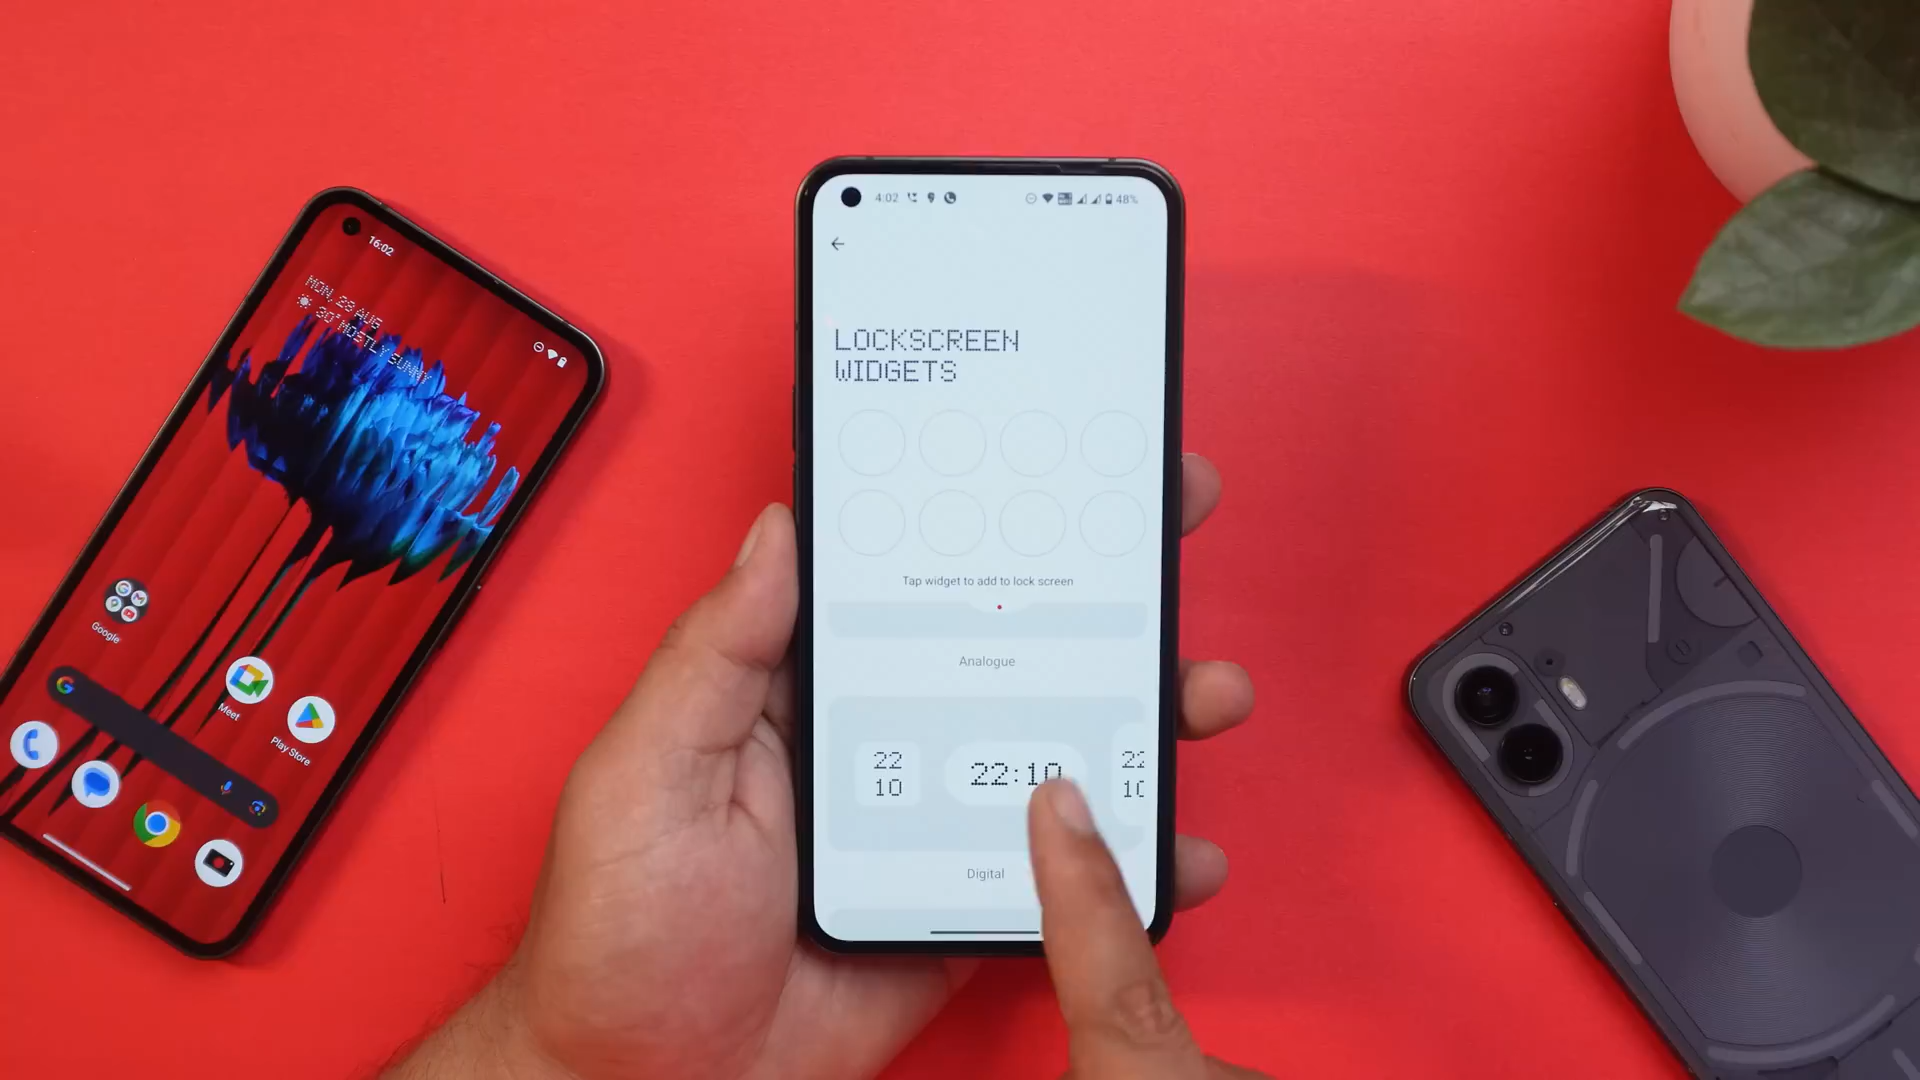 16:02
MON, 28 AUG
30° MOSTLY SUNNY
Google
Meet
Play Store
4:02
48%
LOCKSCREEN
WIDGETS
Tap widget to add to lock screen
Analogue
22
10
22:10
22
10
Digital